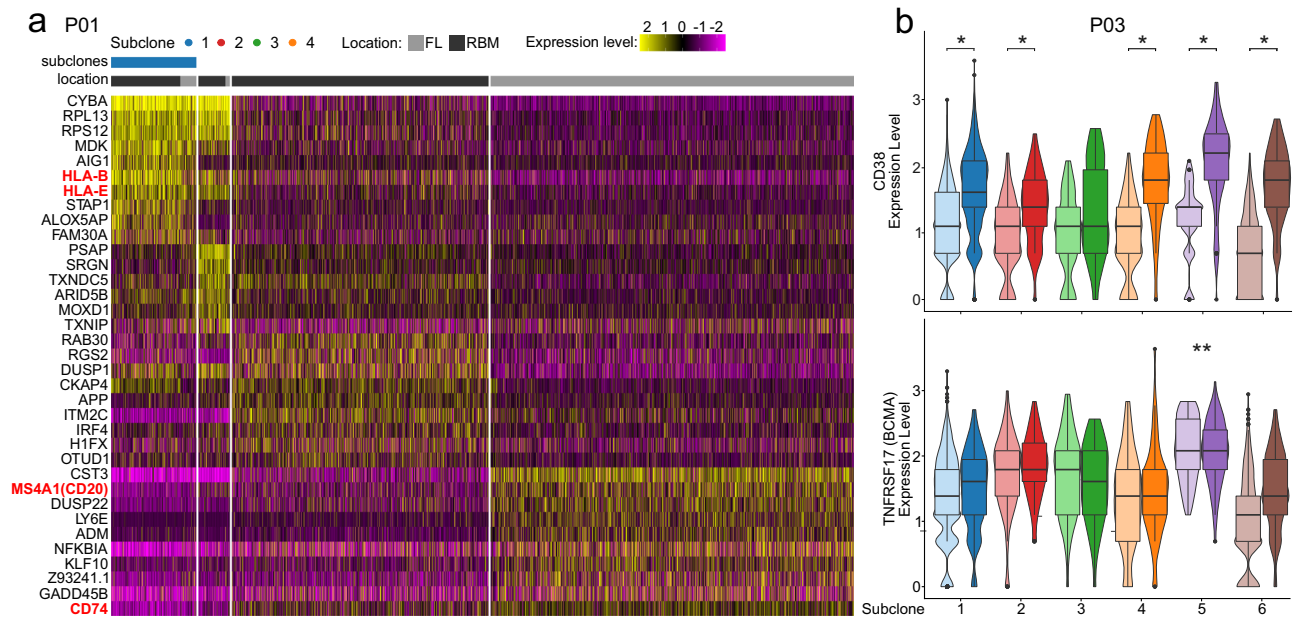 a P01
Subclone 1 2 3 4 Location: FL RBM Expression level: 2 1 0 -1 -2
subclones
location
CYBA
RPL13
RPS12
MDK
AIG1
HLA-B
HLA-E
STAP1
ALOX5AP
FAM30A
PSAP
SRGN
TXNDC5
ARID5B
MOXD1
TXNIP
RAB30
RGS2
DUSP1
CKAP4
APP
ITM2C
IRF4
H1FX
OTUD1
CST3
MS4A1(CD20)
DUSP22
LY6E
ADM
NFKBIA
KLF10
Z93241.1
GADD45B
CD74
b P03
* * * * *
CD38
Expression Level
3
2
1
0
**
TNFRSF17 (BCMA)
Expression Level
3
2
1
0
Subclone 1 2 3 4 5 6